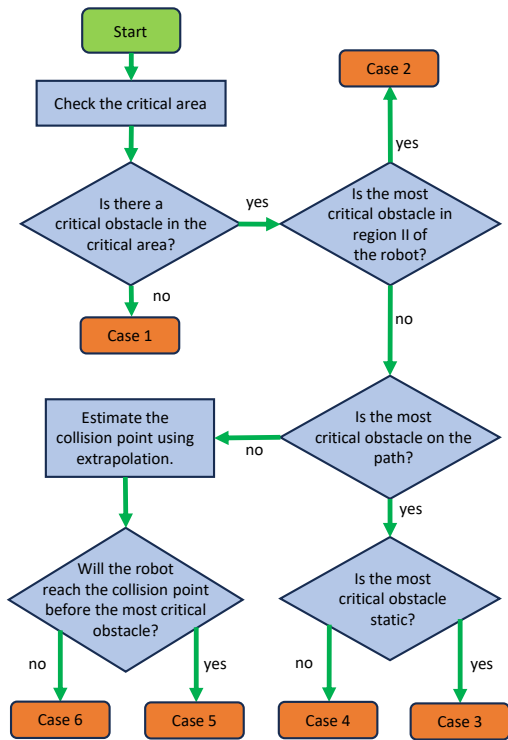 Start
Case 2
Check the critical area
yes
Is there a
critical obstacle in the
critical area?
yes
Is the most
critical obstacle in
region II of
the robot?
no
Case 1
no
Estimate the
collision point using
extrapolation.
no
Is the most
critical obstacle on the
path?
yes
Will the robot
reach the collision point
before the most critical
obstacle?
Is the most
critical obstacle
static?
no
yes
no
yes
Case 6
Case 5
Case 4
Case 3